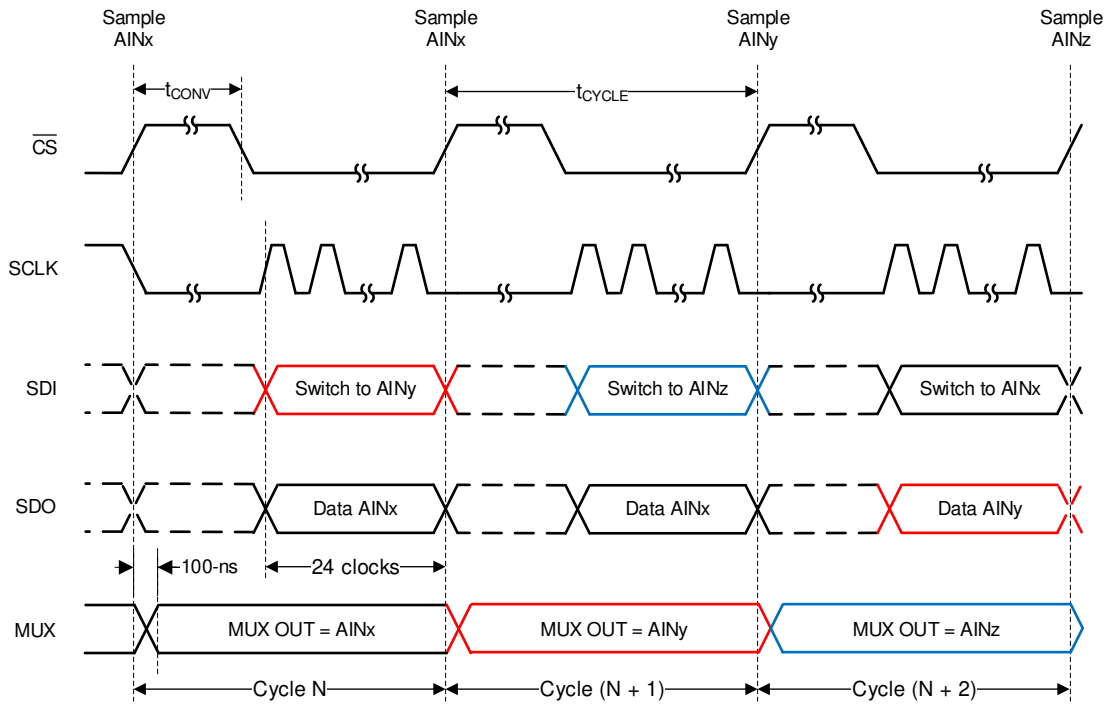 Sample
AINx
Sample
AINx
Sample
AINy
Sample
AINz
tCONV
tCYCLE
CS
SCLK
SDI
Switch to AINy
Switch to AINz
Switch to AINx
SDO
Data AINx
Data AINx
Data AINy
100-ns
24 clocks
MUX
MUX OUT = AINx
MUX OUT = AINy
MUX OUT = AINz
Cycle N
Cycle (N + 1)
Cycle (N + 2)